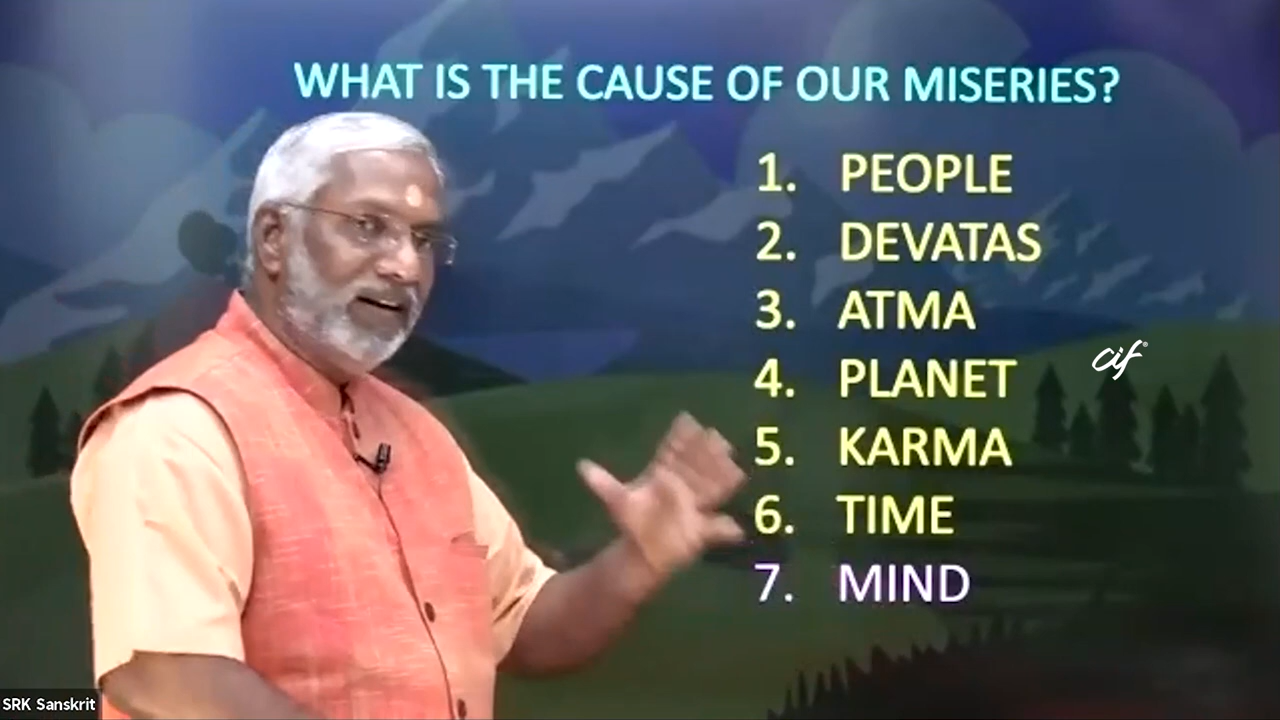 WHAT IS THE CAUSE OF OUR MISERIES?
1. PEOPLE
2. DEVATAS
3. ATMA
4. PLANET
5. KARMA
6. TIME
7. MIND
cif
SRK Sanskrit